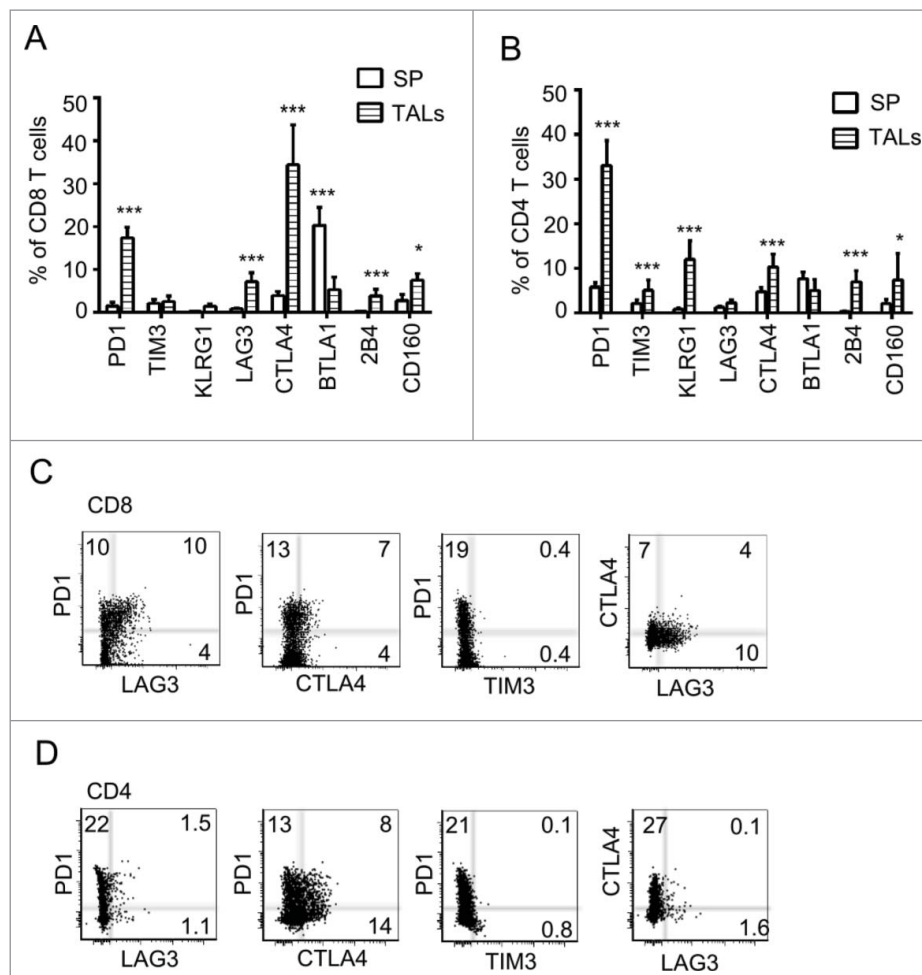 A
SP
TALs
% of CD8 T cells
50
40
30
20
10
0
***
***
***
***
***
*
PD1
TIM3
KLRG1
LAG3
CTLA4
BTLA1
2B4
CD160
B
SP
TALs
% of CD4 T cells
50
40
30
20
10
0
***
***
***
***
***
*
PD1
TIM3
KLRG1
LAG3
CTLA4
BTLA1
2B4
CD160
C
CD8
PD1
10 10
4
LAG3
PD1
13 7
4
CTLA4
PD1
19 0.4
0.4
TIM3
CTLA4
7 4
10
LAG3
D
CD4
PD1
22 1.5
1.1
LAG3
PD1
13 8
14
CTLA4
PD1
21 0.1
0.8
TIM3
CTLA4
27 0.1
1.6
LAG3